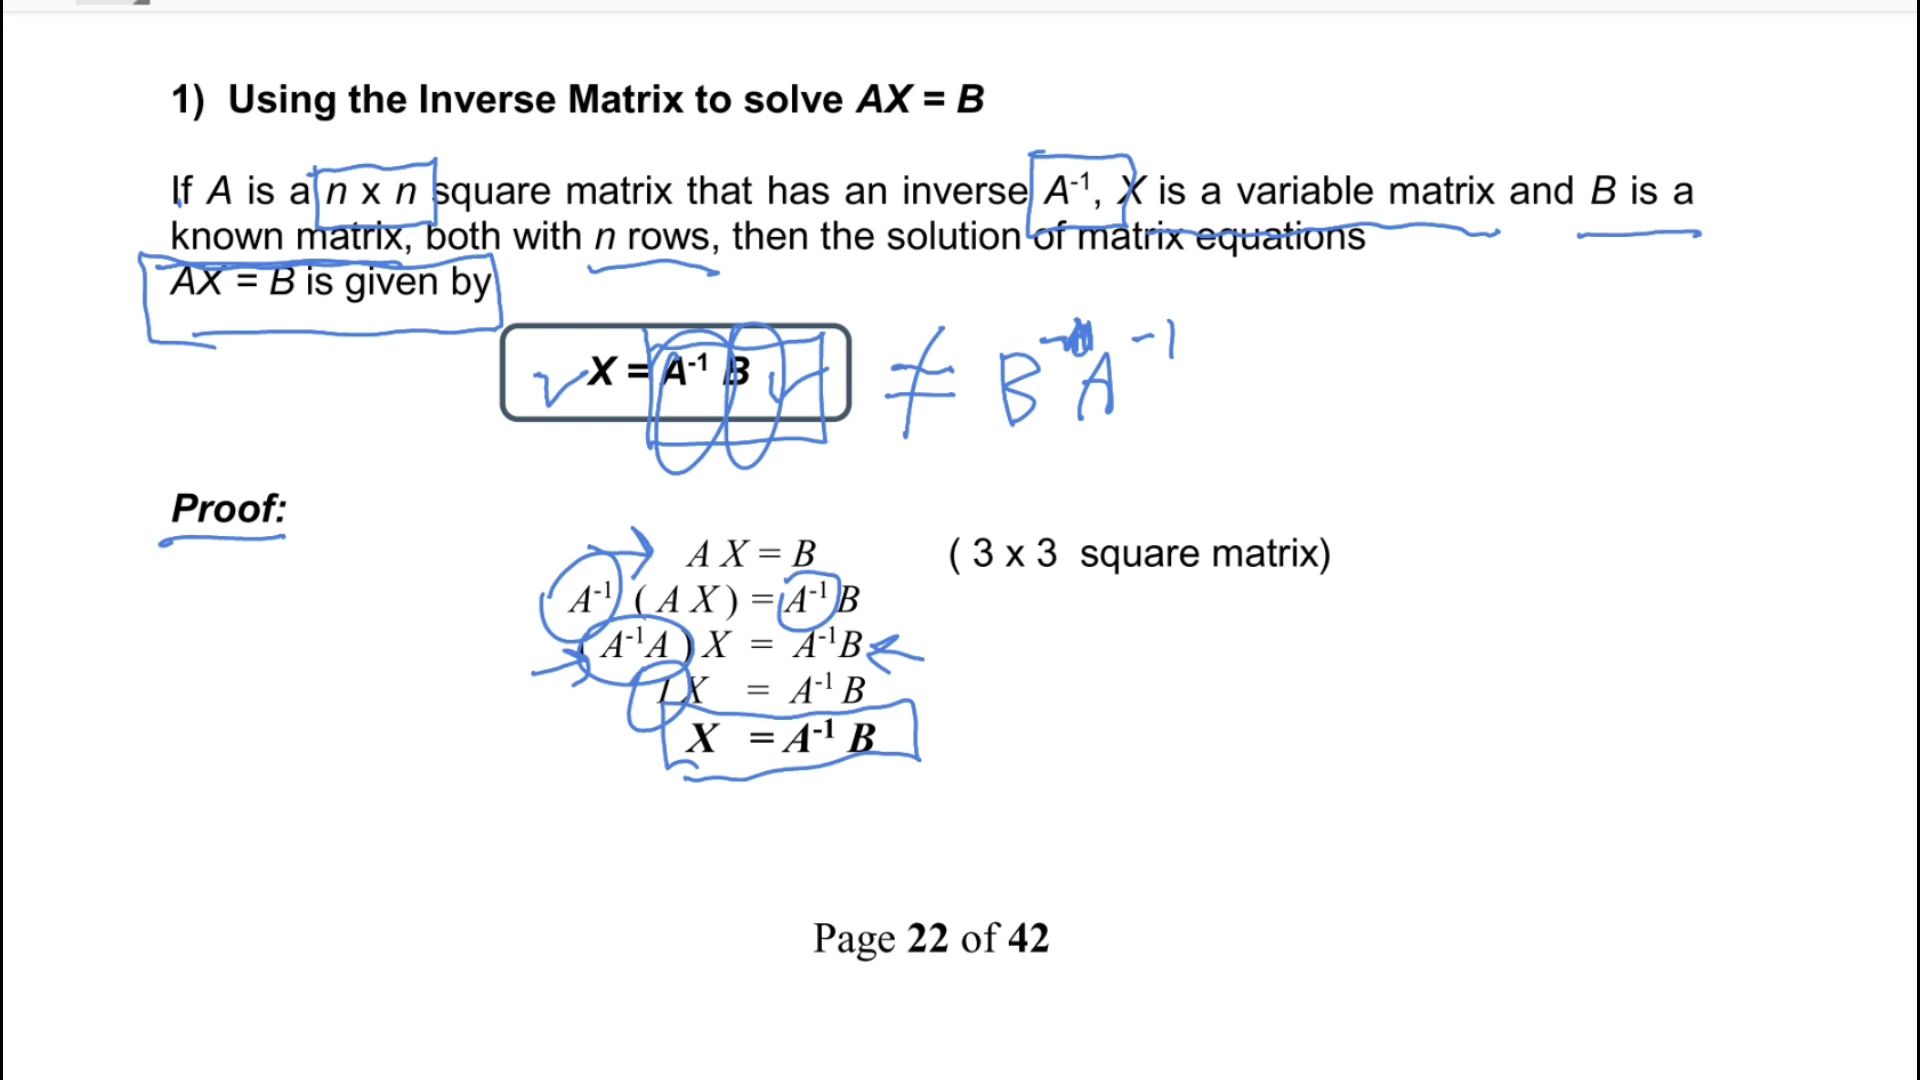 1) Using the Inverse Matrix to solve AX = B
If A is a n x n square matrix that has an inverse A⁻¹, X is a variable matrix and B is a
known matrix, both with n rows, then the solution of matrix equations
AX = B is given by
X = A⁻¹ B ≠ B A⁻¹
Proof:
A X = B ( 3 x 3 square matrix)
A⁻¹ ( A X ) = A⁻¹ B
( A⁻¹A ) X = A⁻¹B
I X = A⁻¹ B
X = A⁻¹ B
Page 22 of 42